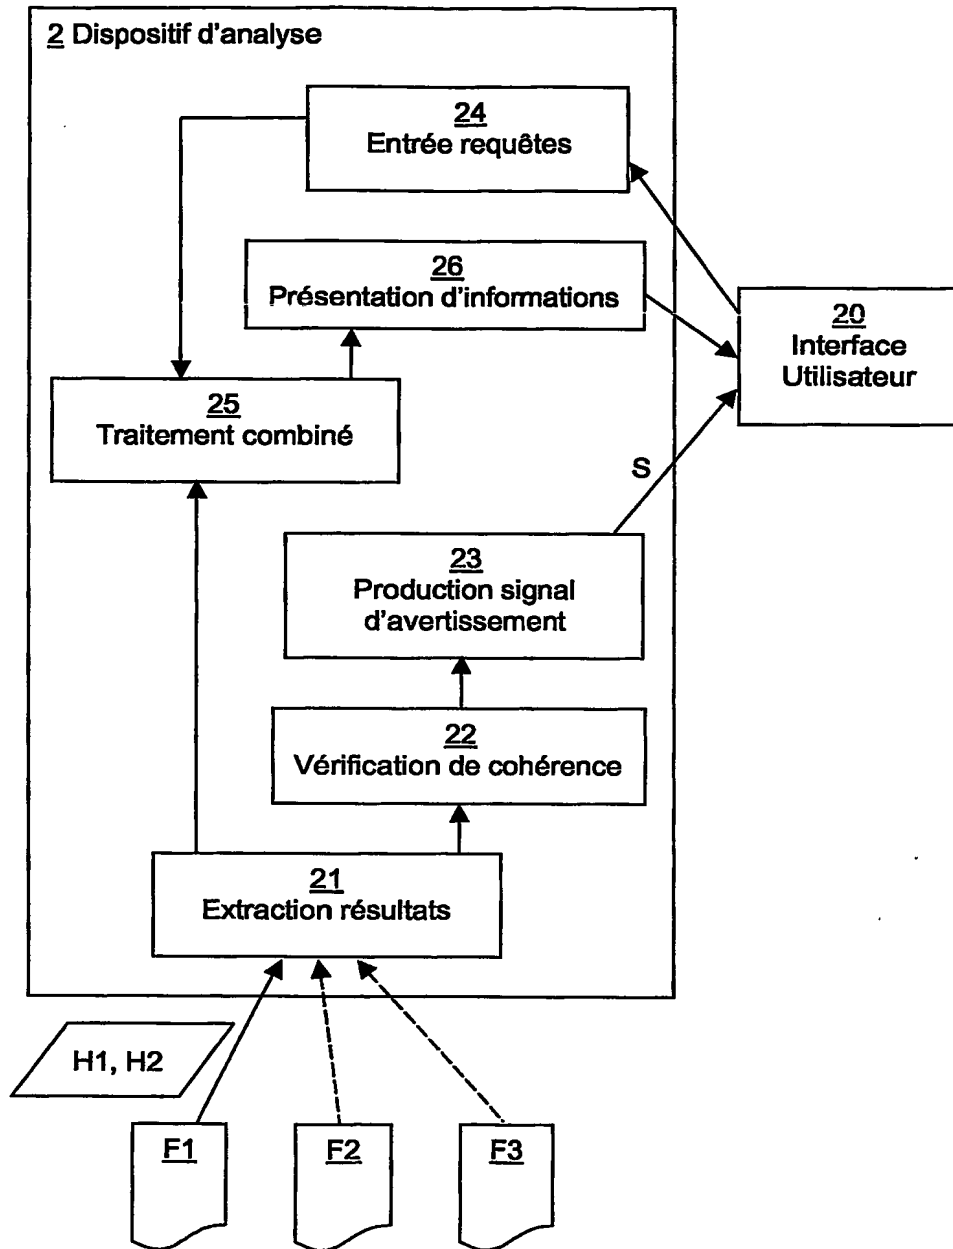 2 Dispositif d'analyse
24
Entrée requêtes
26
Présentation d'informations
20
Interface
Utilisateur
25
Traitement combiné
S
23
Production signal
d'avertissement
22
Vérification de cohérence
21
Extraction résultats
H1, H2
F1
F2
F3